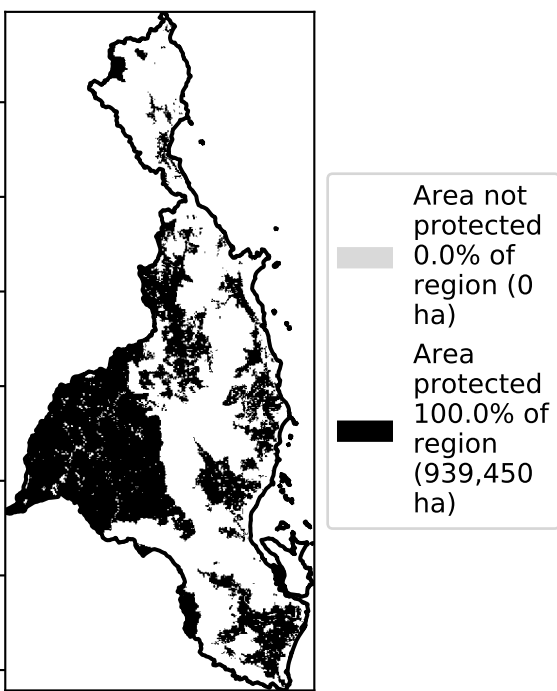 Area not
protected
0.0% of
region (0
ha)
Area
protected
100.0% of
region
(939,450
ha)